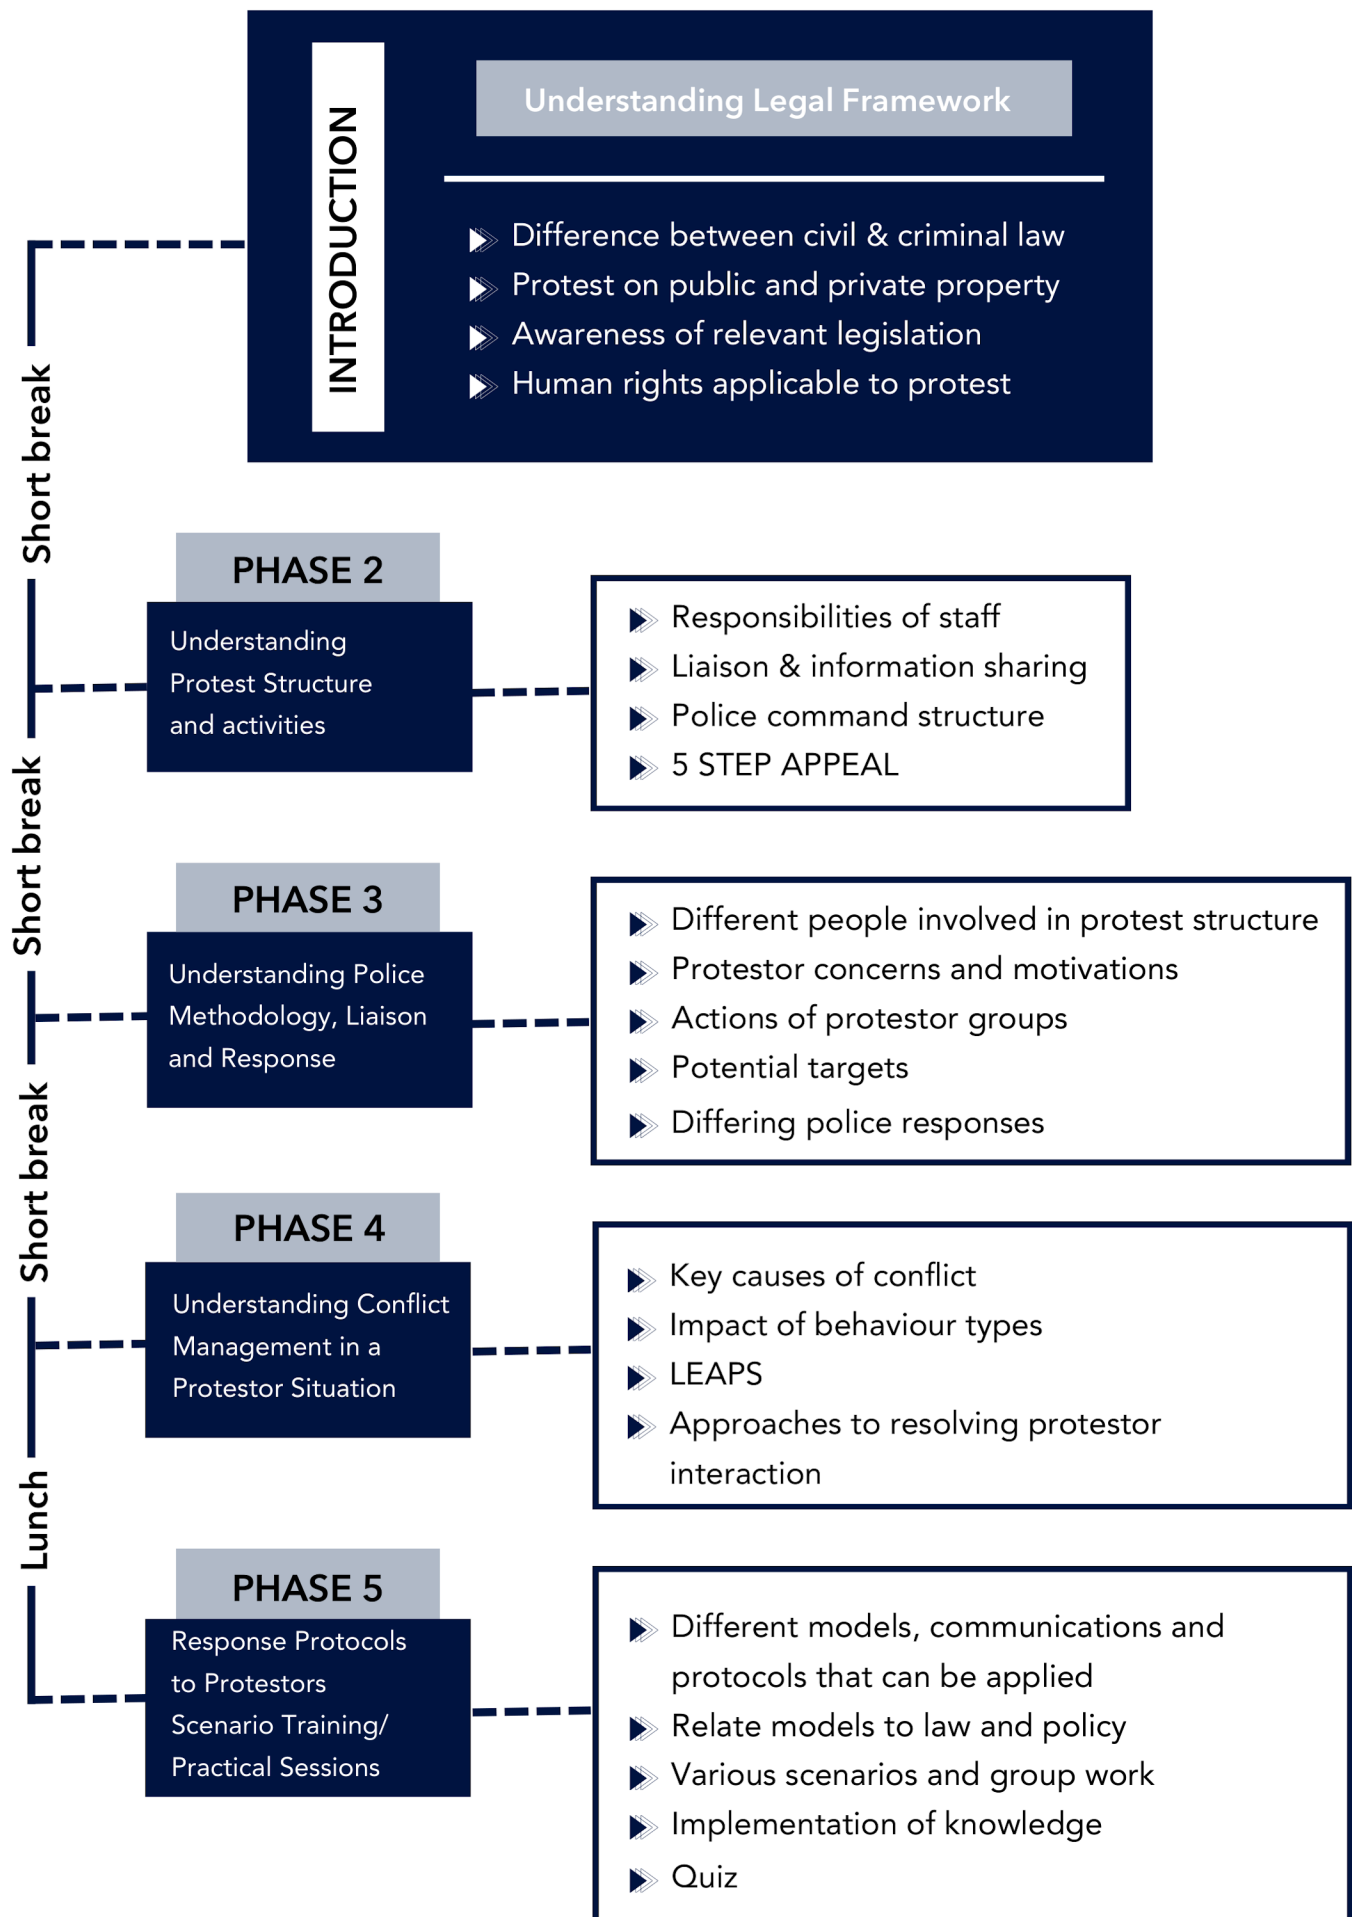 INTRODUCTION
Understanding Legal Framework
Difference between civil & criminal law
Protest on public and private property
Awareness of relevant legislation
Human rights applicable to protest
Short break
PHASE 2
Understanding
Protest Structure
and activities
Responsibilities of staff
Liaison & information sharing
Police command structure
5 STEP APPEAL
Short break
PHASE 3
Understanding Police
Methodology, Liaison
and Response
Different people involved in protest structure
Protestor concerns and motivations
Actions of protestor groups
Potential targets
Differing police responses
Short break
PHASE 4
Understanding Conflict
Management in a
Protestor Situation
Key causes of conflict
Impact of behaviour types
LEAPS
Approaches to resolving protestor
interaction
Lunch
PHASE 5
Response Protocols
to Protestors
Scenario Training/
Practical Sessions
Different models, communications and
protocols that can be applied
Relate models to law and policy
Various scenarios and group work
Implementation of knowledge
Quiz